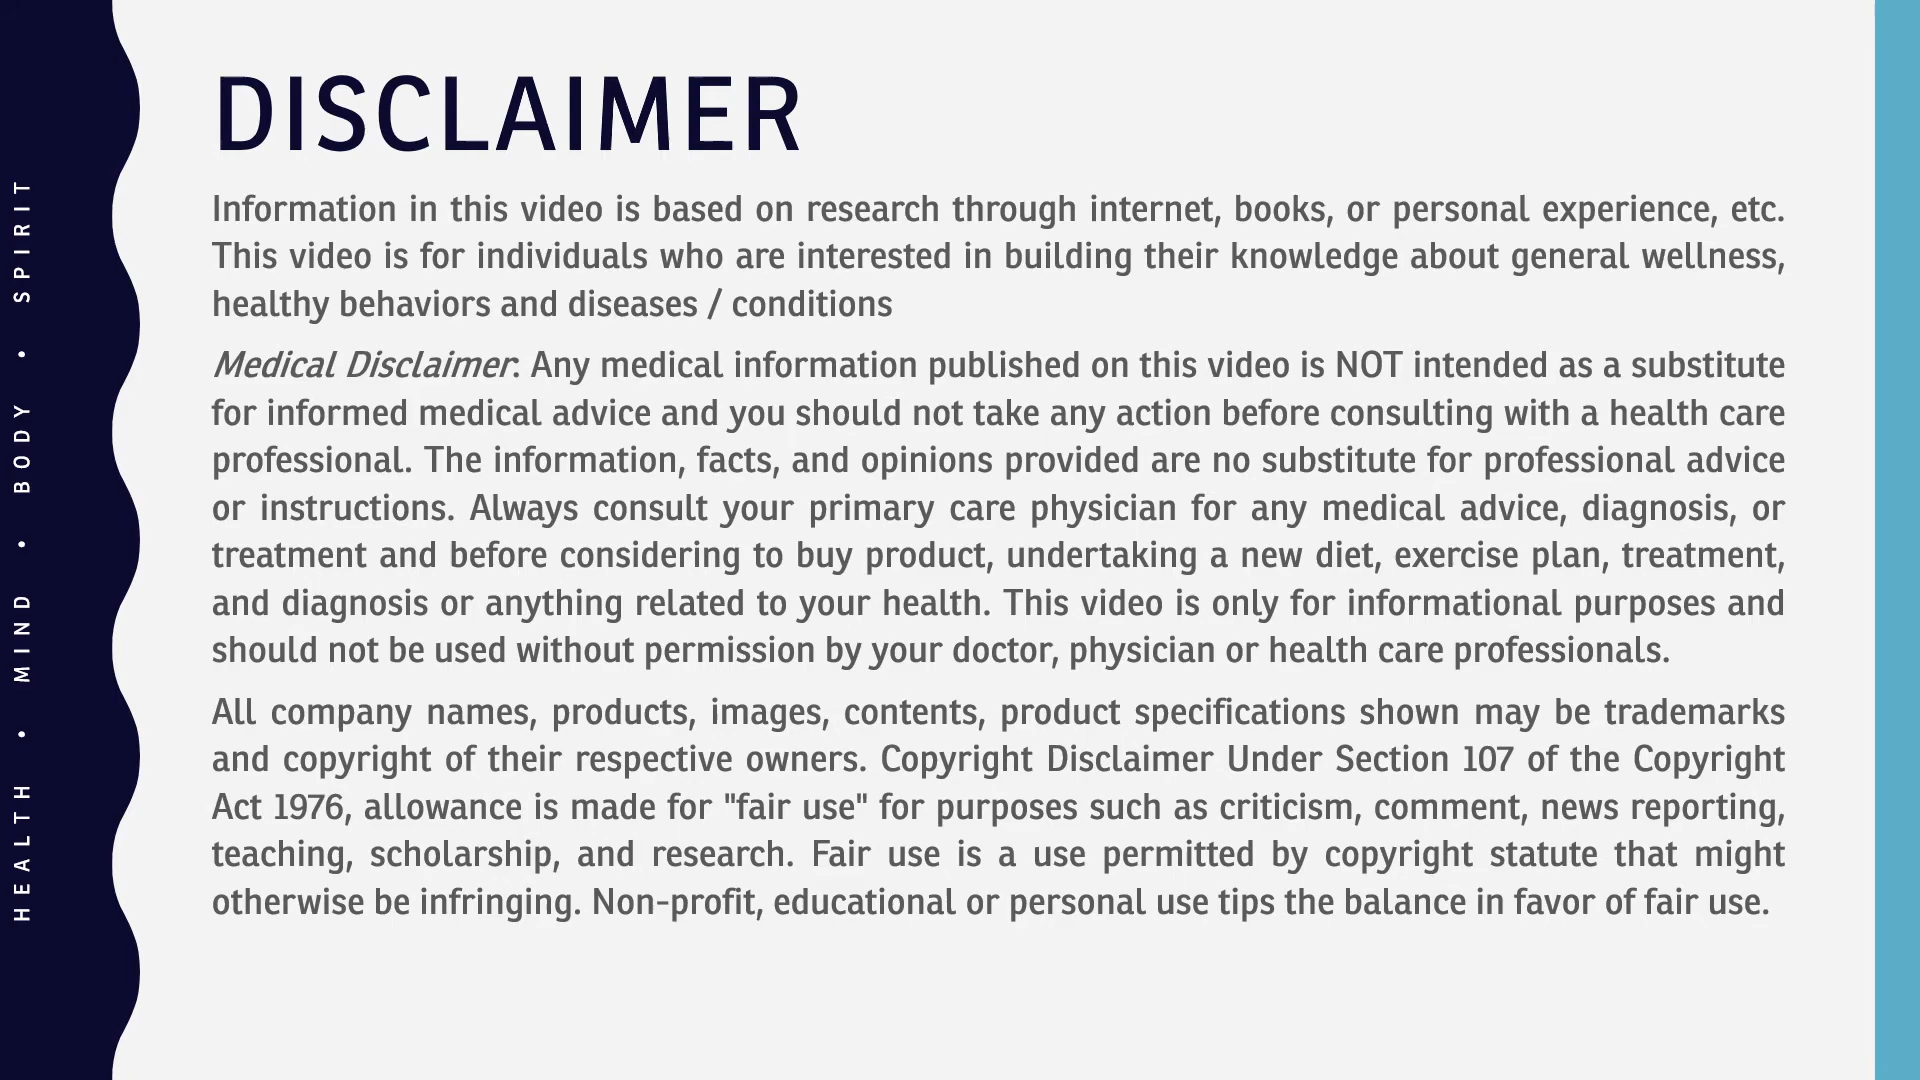 DISCLAIMER
Information in this video is based on research through internet, books, or personal experience, etc.
This video is for individuals who are interested in building their knowledge about general wellness,
healthy behaviors and diseases / conditions
Medical Disclaimer: Any medical information published on this video is NOT intended as a substitute
for informed medical advice and you should not take any action before consulting with a health care
professional. The information, facts, and opinions provided are no substitute for professional advice
or instructions. Always consult your primary care physician for any medical advice, diagnosis, or
treatment and before considering to buy product, undertaking a new diet, exercise plan, treatment,
and diagnosis or anything related to your health. This video is only for informational purposes and
should not be used without permission by your doctor, physician or health care professionals.
All company names, products, images, contents, product specifications shown may be trademarks
and copyright of their respective owners. Copyright Disclaimer Under Section 107 of the Copyright
Act 1976, allowance is made for "fair use" for purposes such as criticism, comment, news reporting,
teaching, scholarship, and research. Fair use is a use permitted by copyright statute that might
otherwise be infringing. Non-profit, educational or personal use tips the balance in favor of fair use.
HEALTH • MIND • BODY • SPIRIT